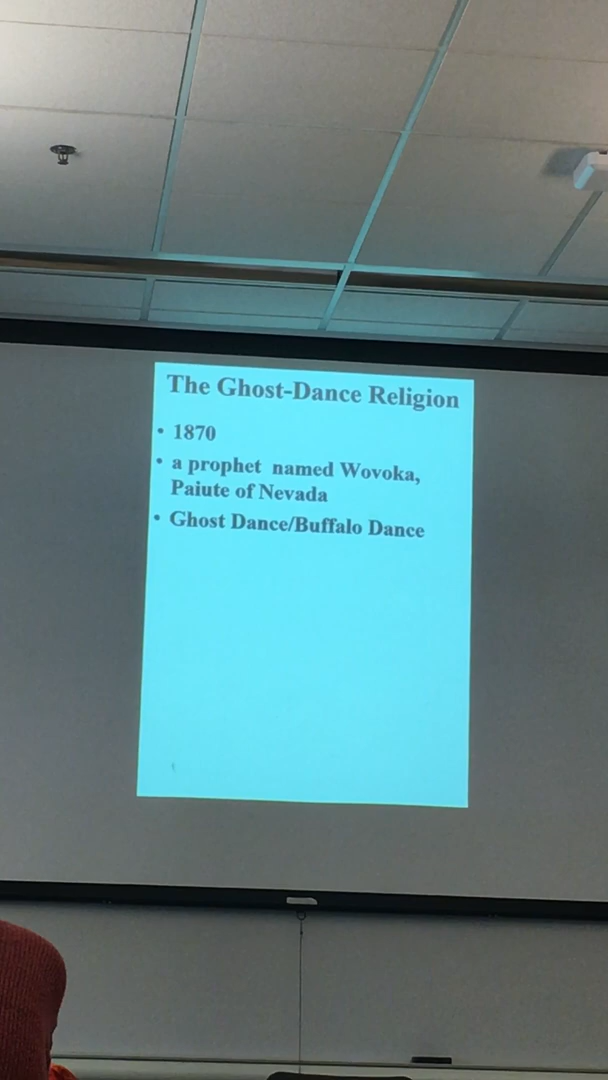 The Ghost-Dance Religion
• 1870
• a prophet named Wovoka,
Paiute of Nevada
• Ghost Dance/Buffalo Dance